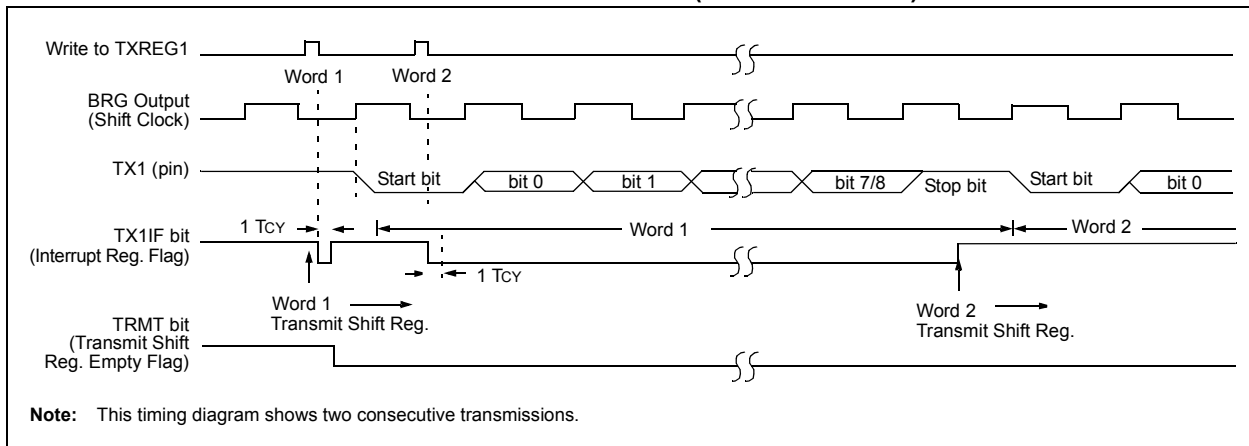 Write to TXREG1
Word 1
Word 2
BRG Output
(Shift Clock)
TX1 (pin)
Start bit
bit 0
bit 1
bit 7/8
Stop bit
Start bit
bit 0
1 TCY
TX1IF bit
(Interrupt Reg. Flag)
Word 1
Word 2
1 TCY
Word 1
Transmit Shift Reg.
Word 2
Transmit Shift Reg.
TRMT bit
(Transmit Shift
Reg. Empty Flag)
Note: This timing diagram shows two consecutive transmissions.